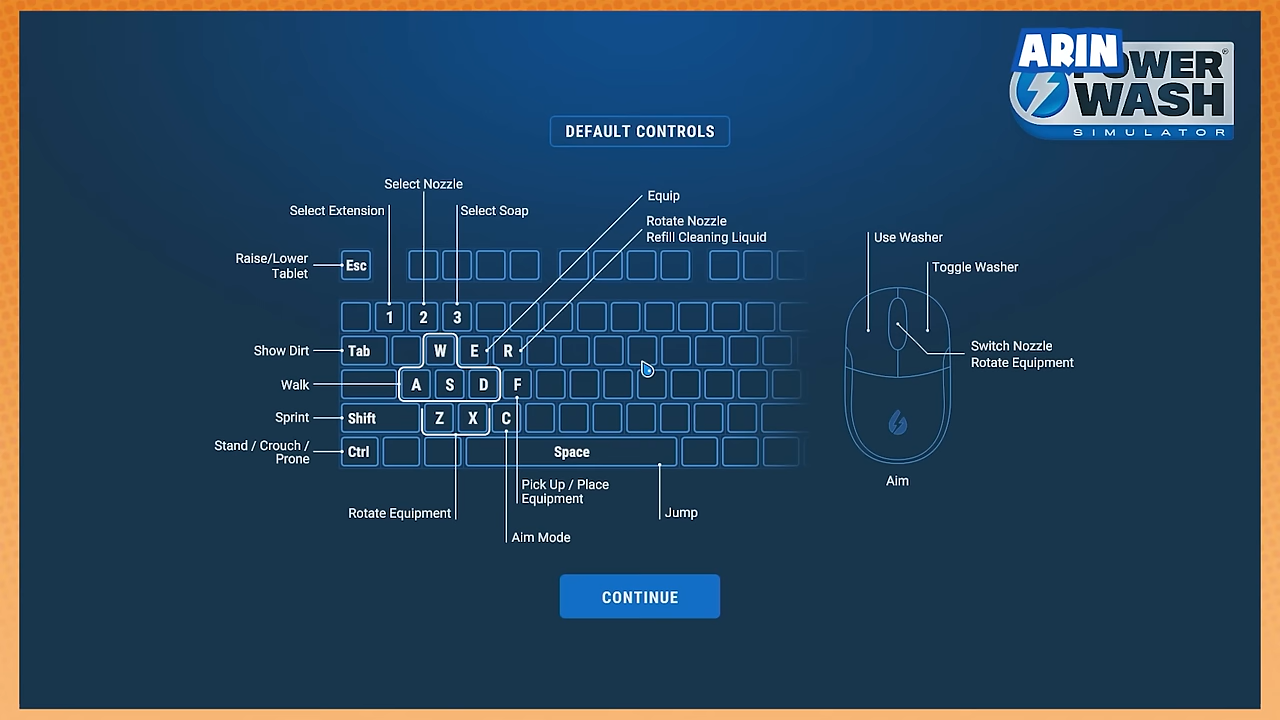 ARIN
POWER
WASH
SIMULATOR
DEFAULT CONTROLS
Select Nozzle
Select Extension
Select Soap
Equip
Rotate Nozzle
Refill Cleaning Liquid
Raise/Lower
Tablet
Esc
1 2 3
Show Dirt
Tab W E R
Walk
A S D F
Sprint
Shift Z X C
Stand / Crouch /
Prone
Ctrl Space
Pick Up / Place
Equipment
Rotate Equipment
Jump
Aim Mode
Use Washer
Toggle Washer
Switch Nozzle
Rotate Equipment
Aim
CONTINUE